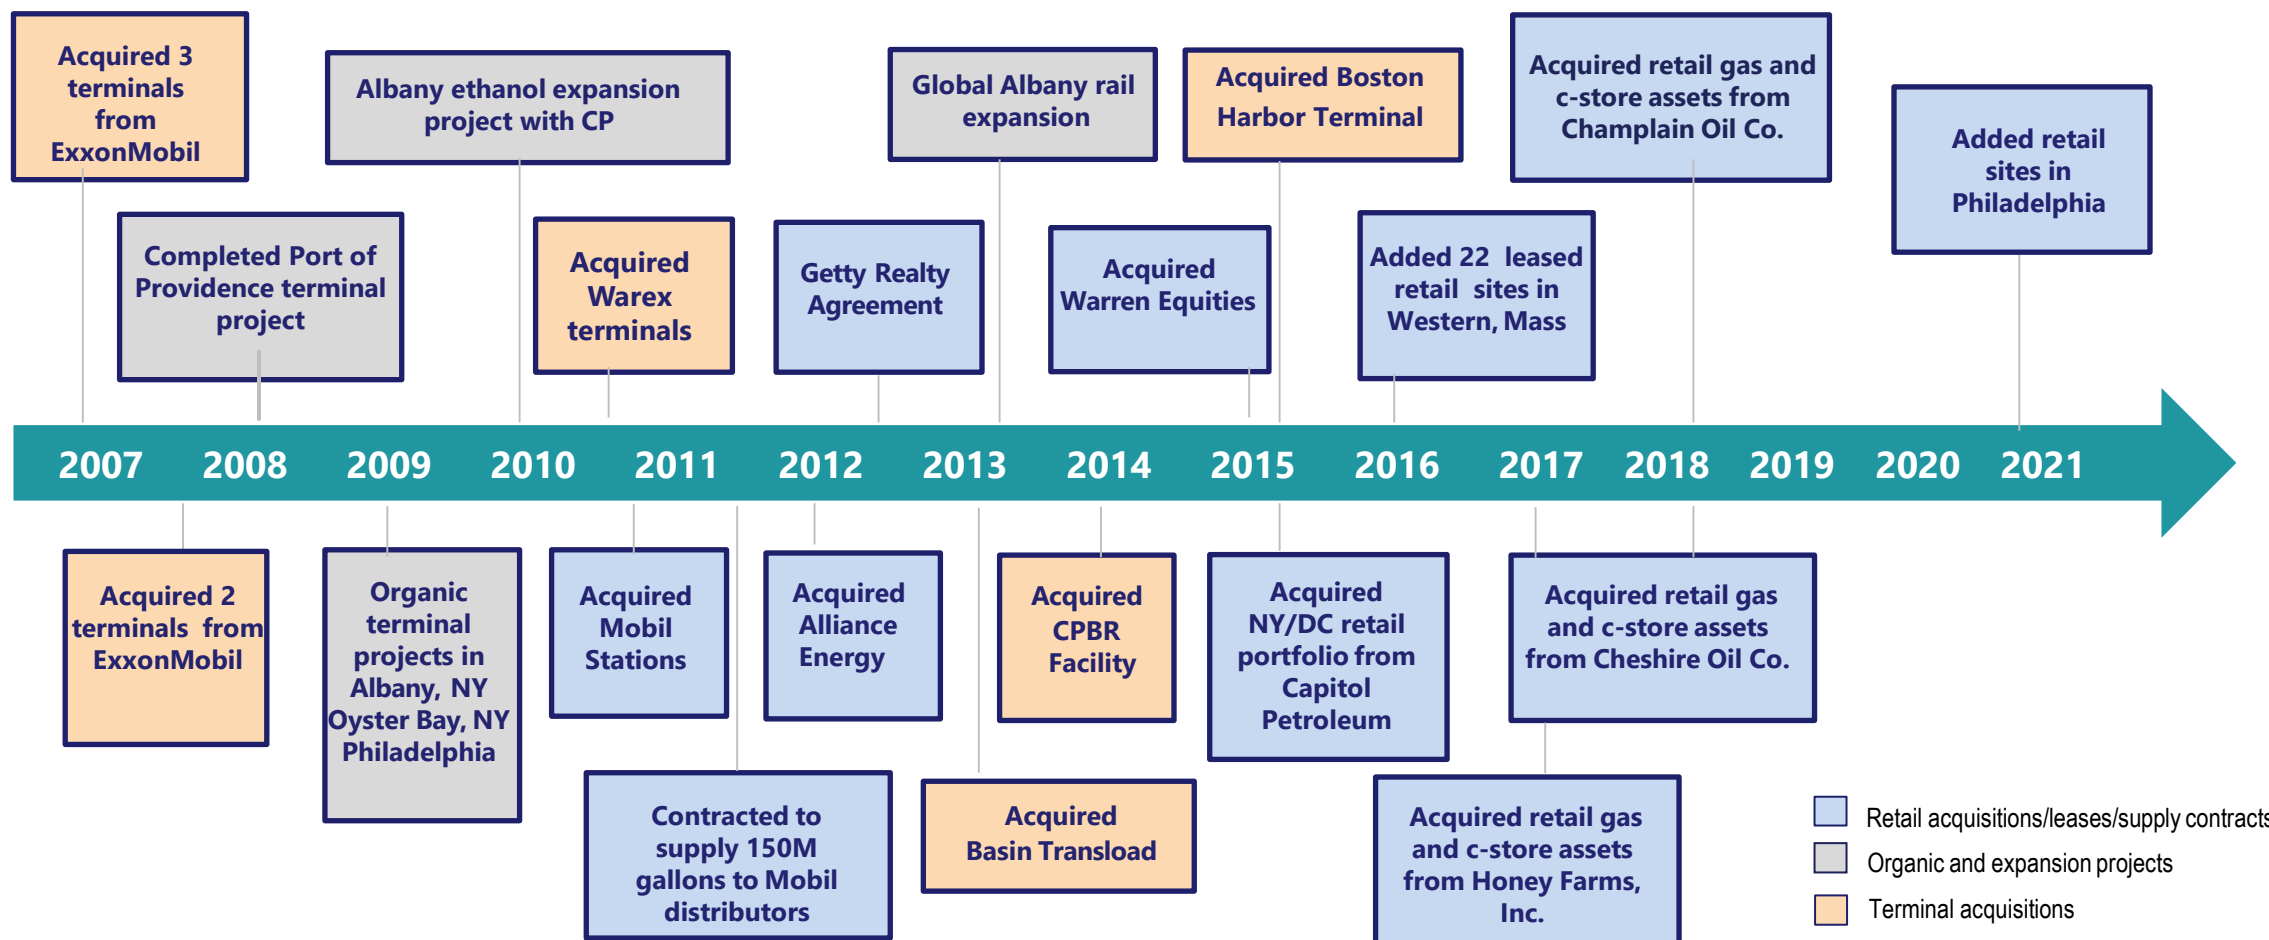 Acquired 3
terminals
from
ExxonMobil
Completed Port of
Providence terminal
project
Albany ethanol expansion
project with CP
Acquired
Warex
terminals
Getty Realty
Agreement
Global Albany rail
expansion
Acquired
Warren Equities
Acquired Boston
Harbor Terminal
Added 22 leased
retail sites in
Western, Mass
Acquired retail gas and
c-store assets from
Champlain Oil Co.
Added retail
sites in
Philadelphia
2007 2008 2009 2010 2011 2012 2013 2014 2015 2016 2017 2018 2019 2020 2021
Acquired 2
terminals from
ExxonMobil
Organic
terminal
projects in
Albany, NY
Oyster Bay, NY
Philadelphia
Acquired
Mobil
Stations
Contracted to
supply 150M
gallons to Mobil
distributors
Acquired
Alliance
Energy
Acquired
Basin Transload
Acquired
CPBR
Facility
Acquired
NY/DC retail
portfolio from
Capitol
Petroleum
Acquired retail gas
and c-store assets
from Cheshire Oil Co.
Acquired retail gas
and c-store assets
from Honey Farms,
Inc.
Retail acquisitions/leases/supply contracts
Organic and expansion projects
Terminal acquisitions